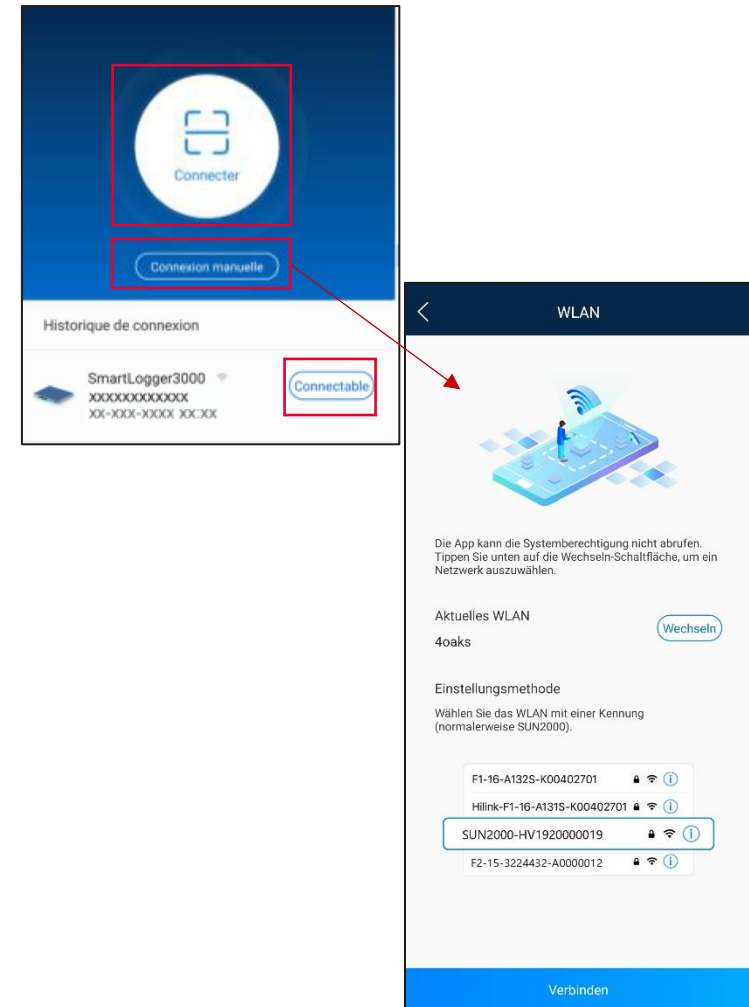 Connecter
Connexion manuelle
Historique de connexion
SmartLogger3000
XXXXXXXXXXXX
XX-XXX-XXXX XX:XX
Connectable
WLAN
Die App kann die Systemberechtigung nicht abrufen.
Tippen Sie unten auf die Wechseln-Schaltfläche, um ein
Netzwerk auszuwählen.
Aktuelles WLAN
4oaks
Wechseln
Einstellungsmethode
Wählen Sie das WLAN mit einer Kennung
(normalerweise SUN2000).
F1-16-A132S-K00402701
Hilink-F1-16-A131S-K00402701
SUN2000-HV1920000019
F2-15-3224432-A0000012
Verbinden